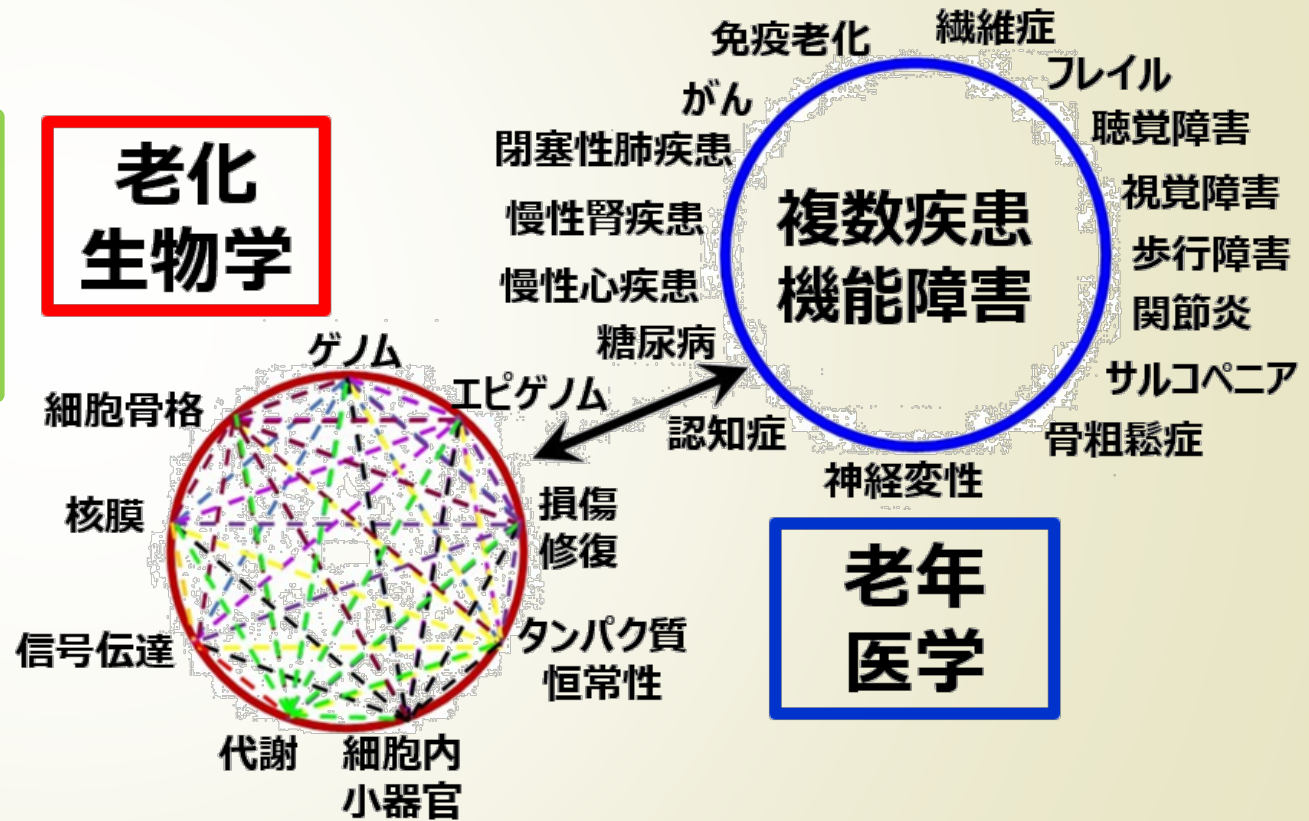 老化
生物学
ゲノム
エピゲノム
損傷
修復
タンパク質
恒常性
細胞内
小器官
代謝
信号伝達
核膜
細胞骨格
複数疾患
機能障害
免疫老化
繊維症
フレイル
聴覚障害
視覚障害
歩行障害
関節炎
サルコペニア
骨粗鬆症
神経変性
認知症
糖尿病
慢性心疾患
慢性腎疾患
閉塞性肺疾患
がん
老年
医学